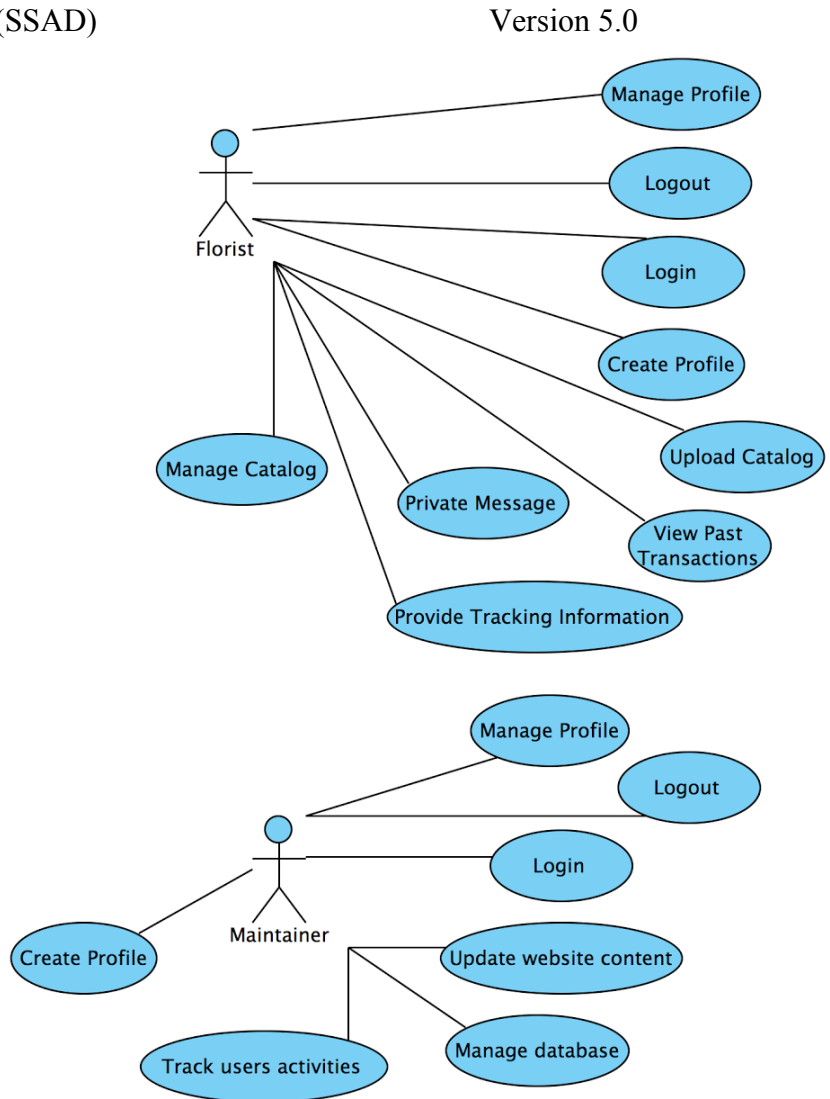 (SSAD)
Version 5.0
Manage Profile
Logout
Florist
Login
Create Profile
Upload Catalog
Manage Catalog
Private Message
View Past
Transactions
Provide Tracking Information
Manage Profile
Logout
Login
Maintainer
Create Profile
Update website content
Manage database
Track users activities